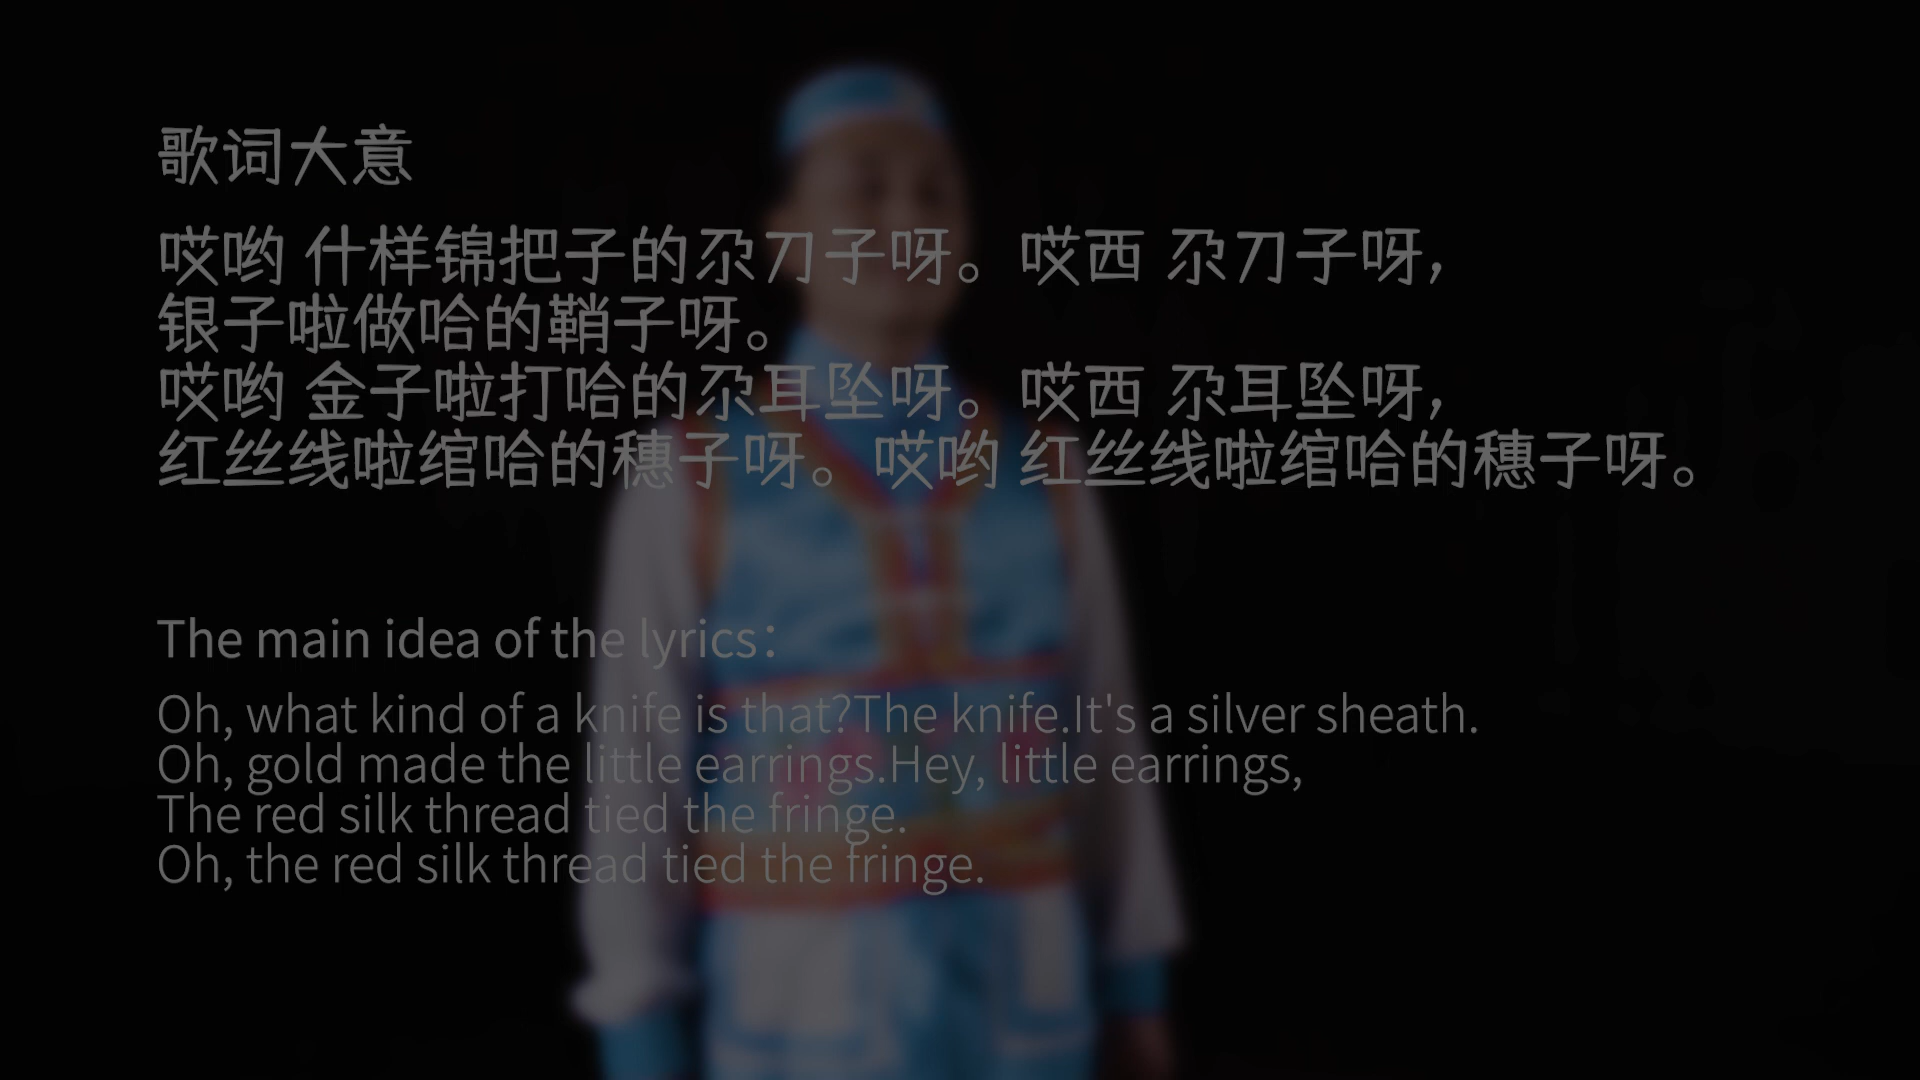 歌词大意
哎哟 什样锦把子的尕刀子呀。哎西 尕刀子呀,
银子啦做哈的鞘子呀。
哎哟 金子啦打哈的尕耳坠呀。哎西 尕耳坠呀,
红丝线啦绾哈的穗子呀。哎哟 红丝线啦绾哈的穗子呀。
The main idea of the lyrics：
Oh, what kind of a knife is that?The knife.It's a silver sheath.
Oh, gold made the little earrings.Hey, little earrings,
The red silk thread tied the fringe.
Oh, the red silk thread tied the fringe.